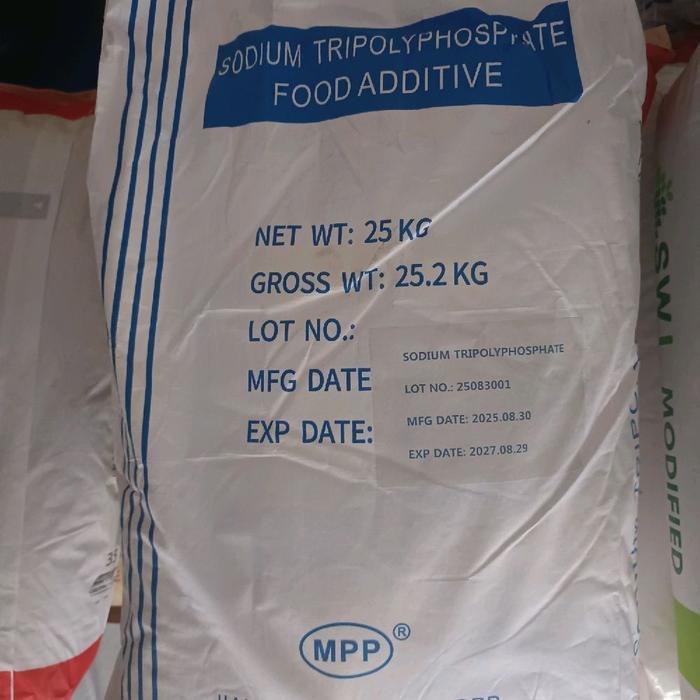 SODIUM TRIPOLYPHOSPHATE
FOOD ADDITIVE
NET WT: 25 KG
GROSS WT: 25.2 KG
LOT NO.:
MFG DATE
EXP DATE:
SODIUM TRIPOLYPHOSPHATE
LOT NO.: 25083001
MFG DATE: 2025.08.30
EXP DATE: 2027.08.29
MPP®
SWI MODIFIED